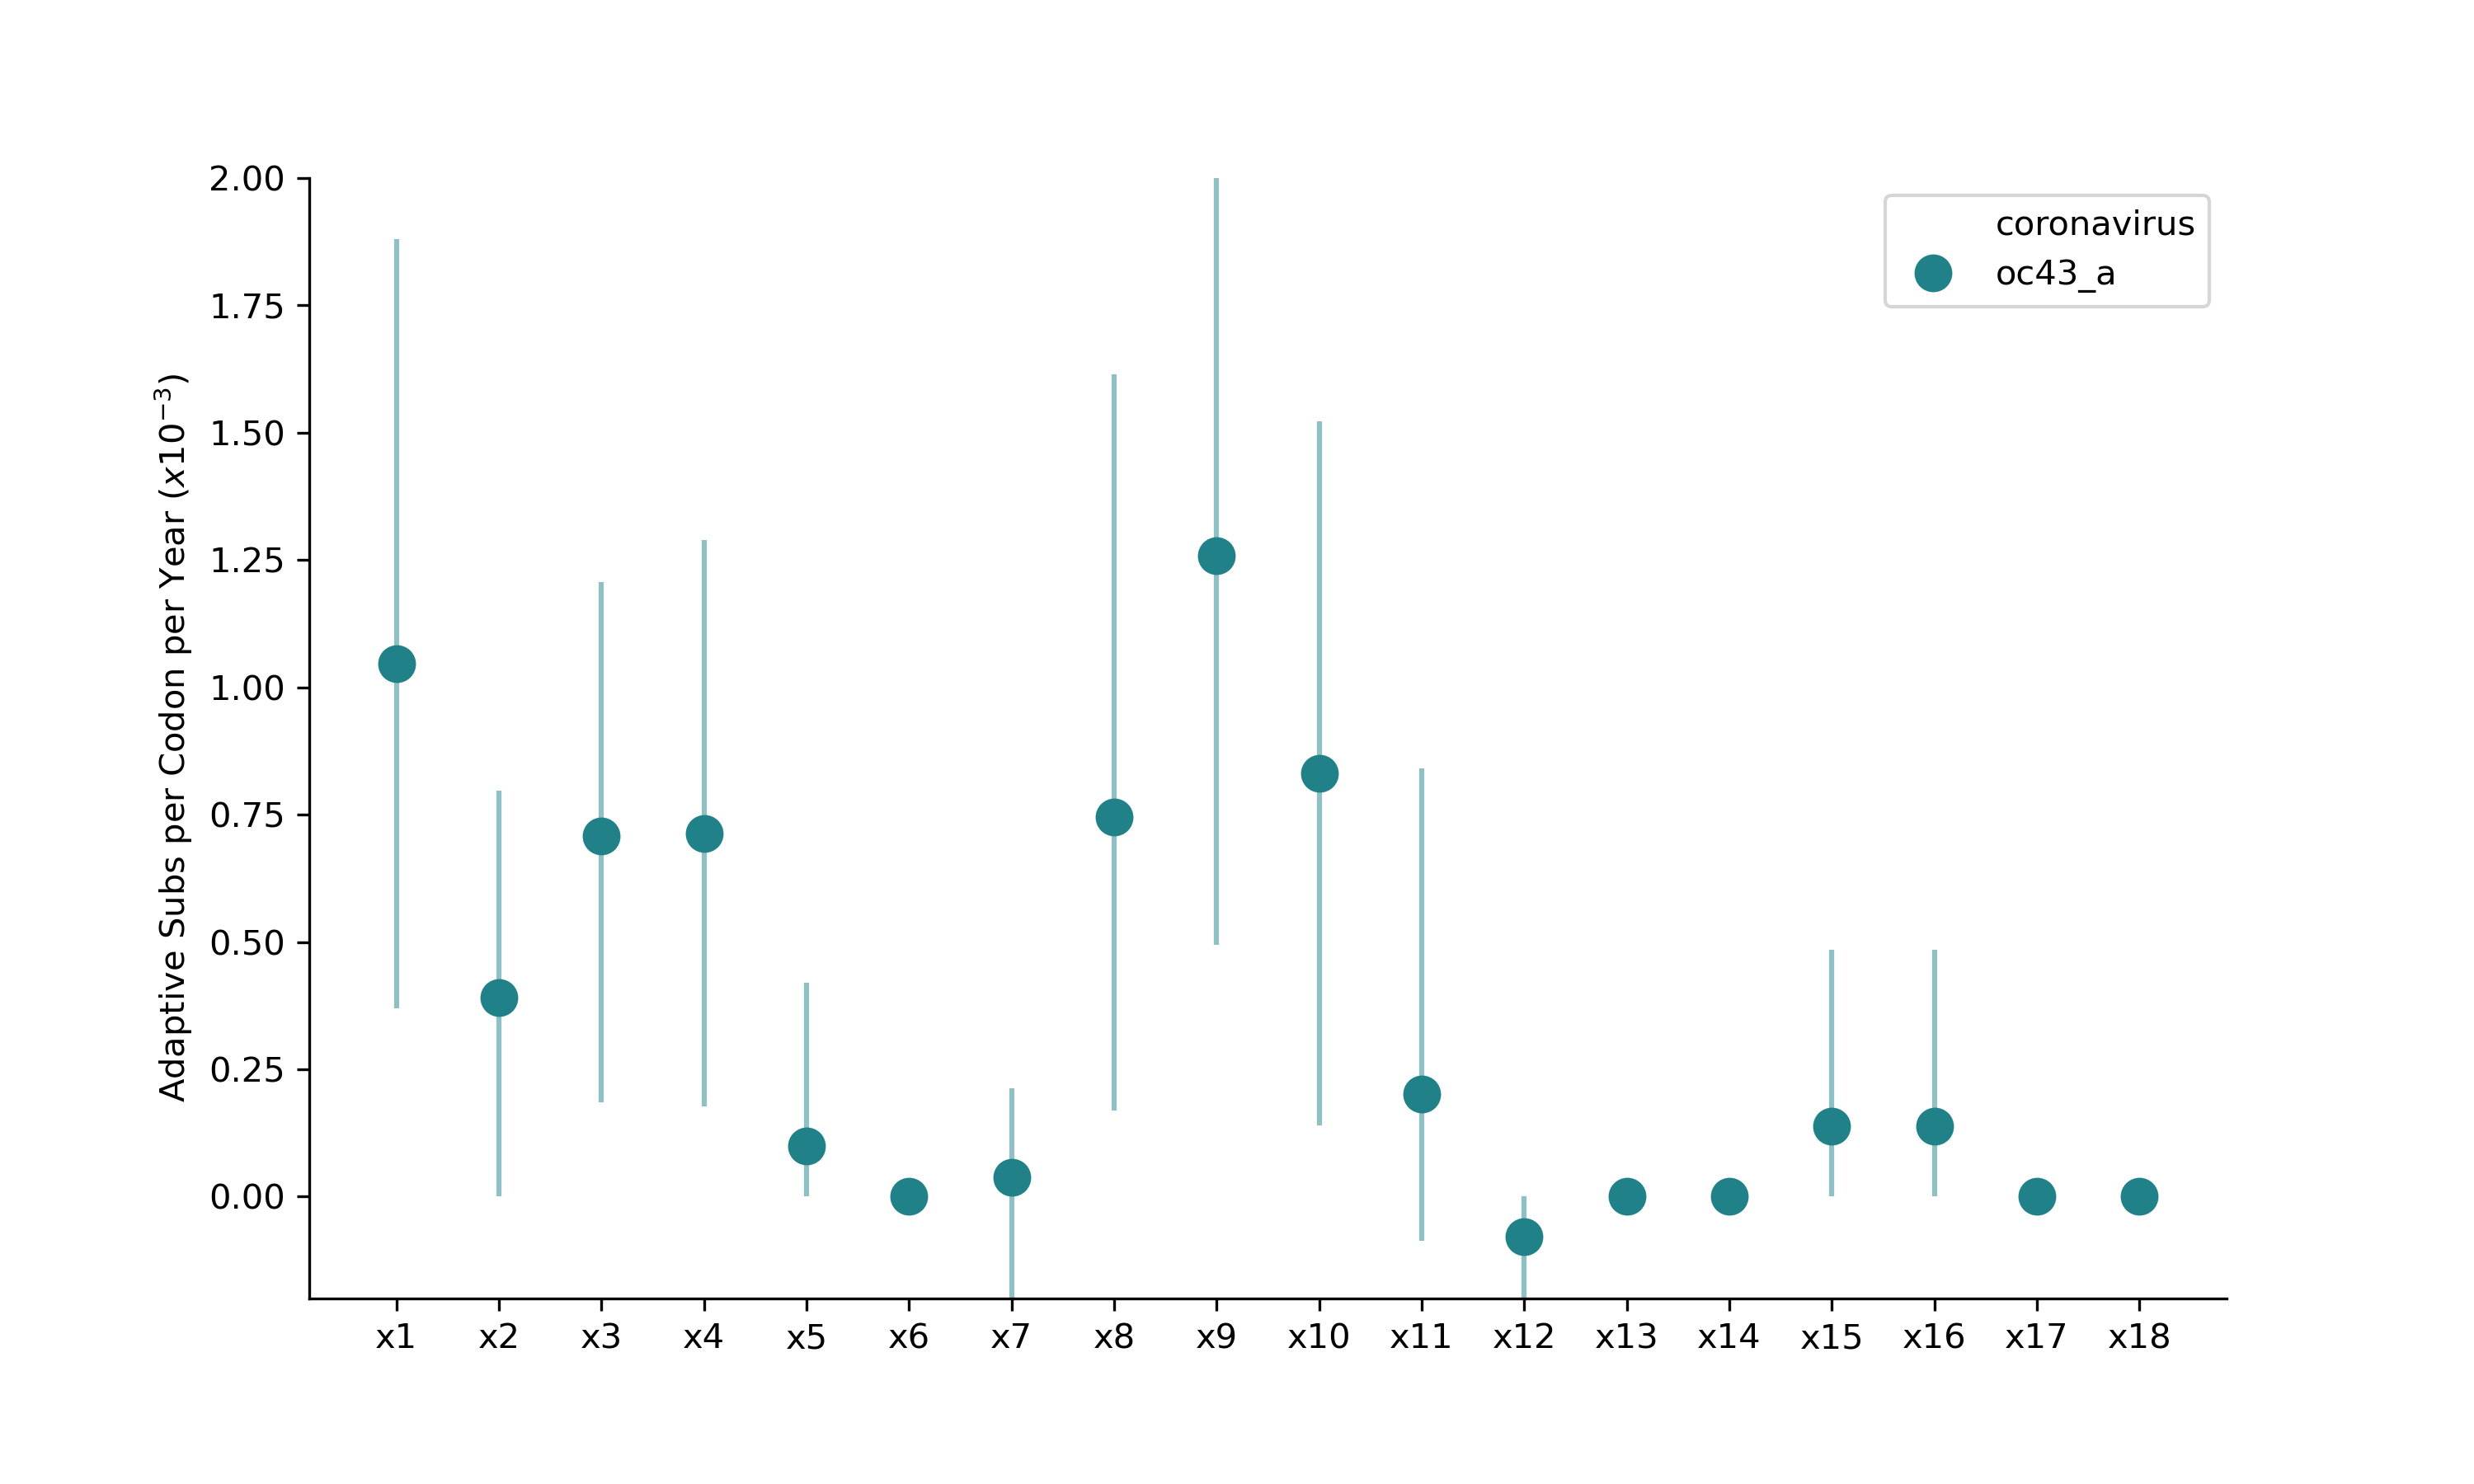 Adaptive Subs per Codon per Year (x10⁻³)
2.00
1.75
1.50
1.25
1.00
0.75
0.50
0.25
0.00
coronavirus
oc43_a
x1 x2 x3 x4 x5 x6 x7 x8 x9 x10 x11 x12 x13 x14 x15 x16 x17 x18